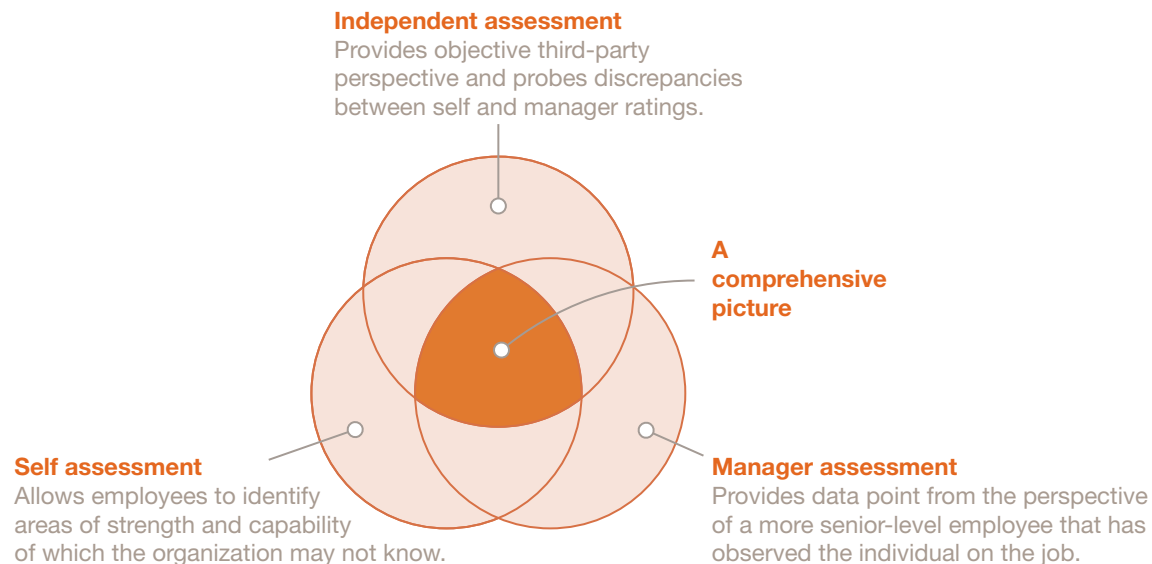 Independent assessment
Provides objective third-party
perspective and probes discrepancies
between self and manager ratings.
A
comprehensive
picture
Self assessment
Allows employees to identify
areas of strength and capability
of which the organization may not know.
Manager assessment
Provides data point from the perspective
of a more senior-level employee that has
observed the individual on the job.